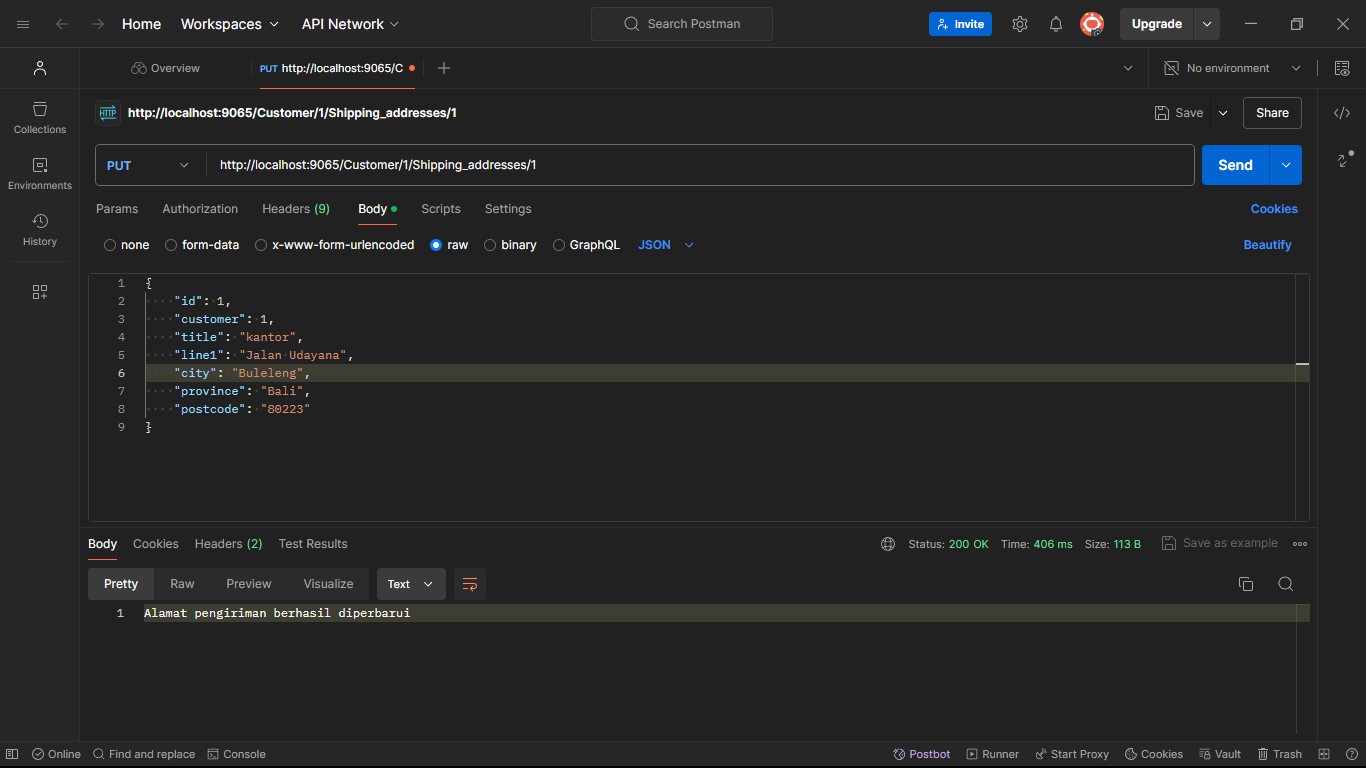 Home Workspaces API Network Search Postman Invite Upgrade
Overview PUT http://localhost:9065/C No environment
HTTP http://localhost:9065/Customer/1/Shipping_addresses/1 Save Share
Collections
PUT http://localhost:9065/Customer/1/Shipping_addresses/1 Send
Environments
Params Authorization Headers (9) Body Scripts Settings Cookies
History
none form-data x-www-form-urlencoded raw binary GraphQL JSON Beautify
1 {
2 "id": 1,
3 "customer": 1,
4 "title": "kantor",
5 "line1": "Jalan Udayana",
6 "city": "Buleleng",
7 "province": "Bali",
8 "postcode": "80223"
9 }
Body Cookies Headers (2) Test Results Status: 200 OK Time: 406 ms Size: 113 B Save as example
Pretty Raw Preview Visualize Text
1 Alamat pengiriman berhasil diperbarui
Online Find and replace Console Postbot Runner Start Proxy Cookies Vault Trash